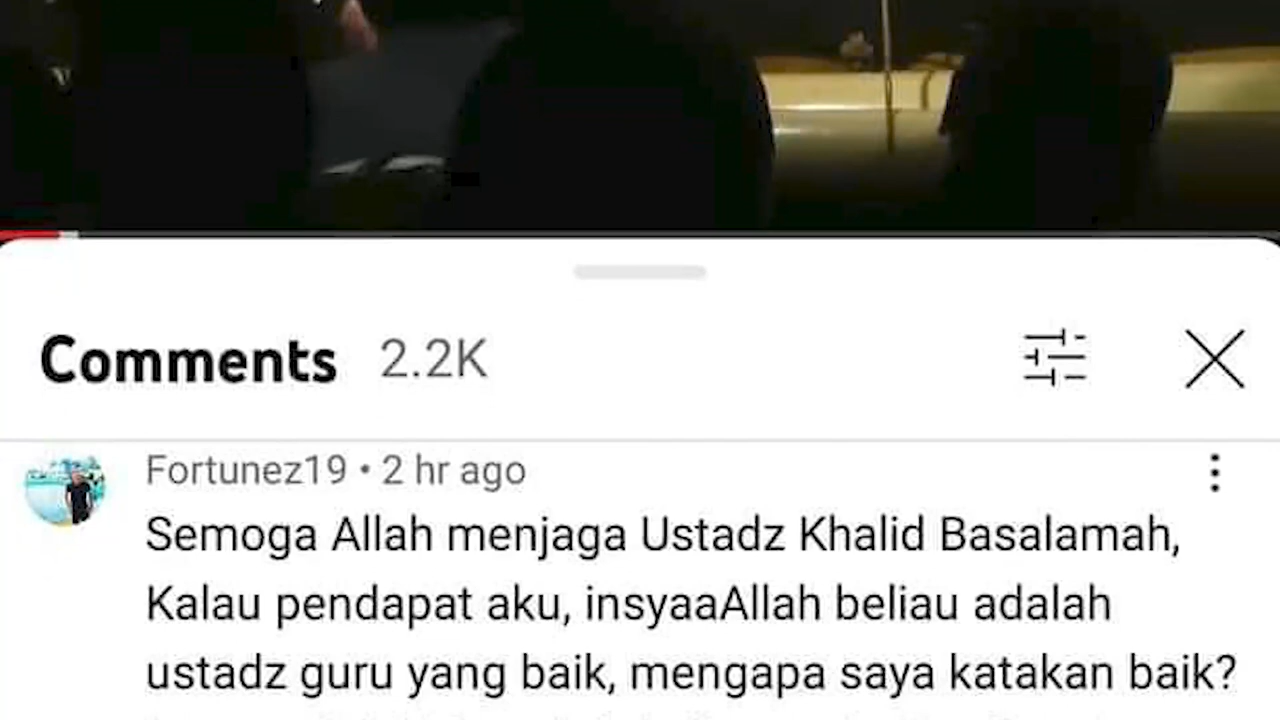 Comments 2.2K
Fortunez19 • 2 hr ago
Semoga Allah menjaga Ustadz Khalid Basalamah,
Kalau pendapat aku, insyaaAllah beliau adalah
ustadz guru yang baik, mengapa saya katakan baik?